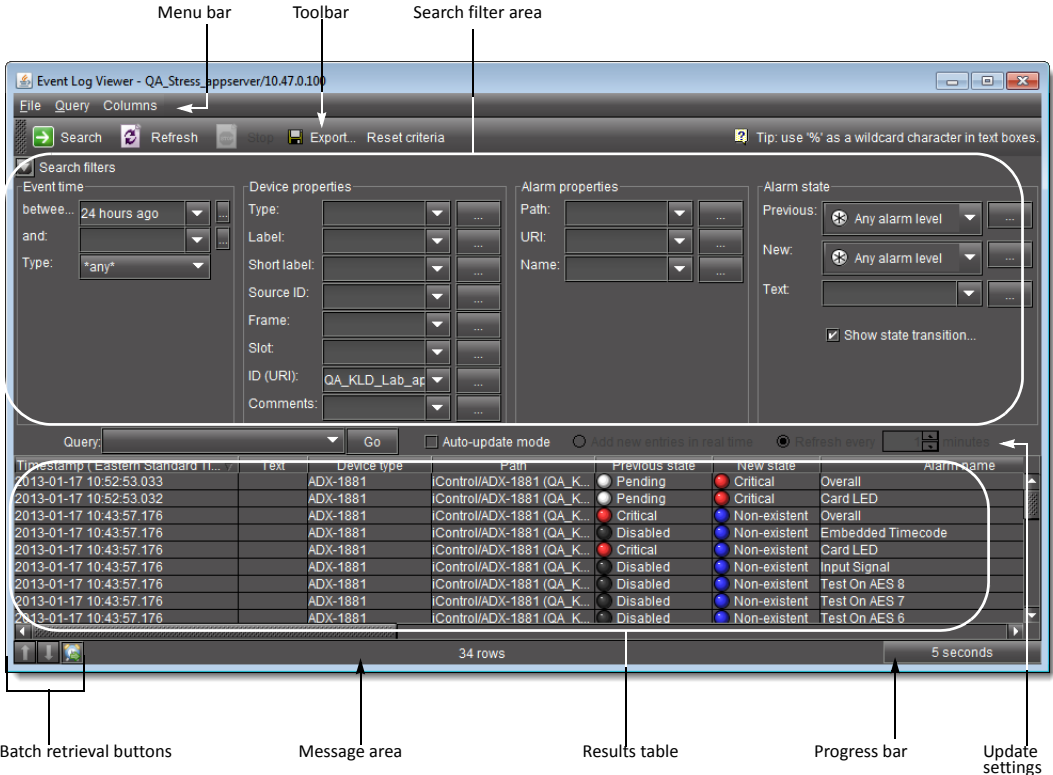 Menu bar Toolbar Search filter area
Event Log Viewer - QA_Stress_appserver/10.47.0.100
File Query Columns
Search Refresh Stop Export... Reset criteria Tip: use '%' as a wildcard character in text boxes.
Search filters
Event time Device properties Alarm properties Alarm state
betwee... 24 hours ago ... Type: ... Path: ... Previous: Any alarm level ...
and: ... Label: ... URI: ... New: Any alarm level ...
Type: *any* Short label: ... Name: ... Text: ...
Source ID: ...
Frame: ... Show state transition...
Slot: ...
ID (URI): QA_KLD_Lab_ap ...
Comments: ...
Query: Go Auto-update mode Add new entries in real time Refresh every 1 minutes
Timestamp ( Eastern Standard Ti... Text Device type Path Previous state New state Alarm name
2013-01-17 10:52:53.033 ADX-1881 iControl/ADX-1881 (QA_K... Pending Critical Overall
2013-01-17 10:52:53.032 ADX-1881 iControl/ADX-1881 (QA_K... Pending Critical Card LED
2013-01-17 10:43:57.176 ADX-1881 iControl/ADX-1881 (QA_K... Critical Non-existent Overall
2013-01-17 10:43:57.176 ADX-1881 iControl/ADX-1881 (QA_K... Disabled Non-existent Embedded Timecode
2013-01-17 10:43:57.176 ADX-1881 iControl/ADX-1881 (QA_K... Critical Non-existent Card LED
2013-01-17 10:43:57.176 ADX-1881 iControl/ADX-1881 (QA_K... Disabled Non-existent Input Signal
2013-01-17 10:43:57.176 ADX-1881 iControl/ADX-1881 (QA_K... Disabled Non-existent Test On AES 8
2013-01-17 10:43:57.176 ADX-1881 iControl/ADX-1881 (QA_K... Disabled Non-existent Test On AES 7
2013-01-17 10:43:57.176 ADX-1881 iControl/ADX-1881 (QA_K... Disabled Non-existent Test On AES 6
34 rows 5 seconds
Batch retrieval buttons Message area Results table Progress bar Update
settings